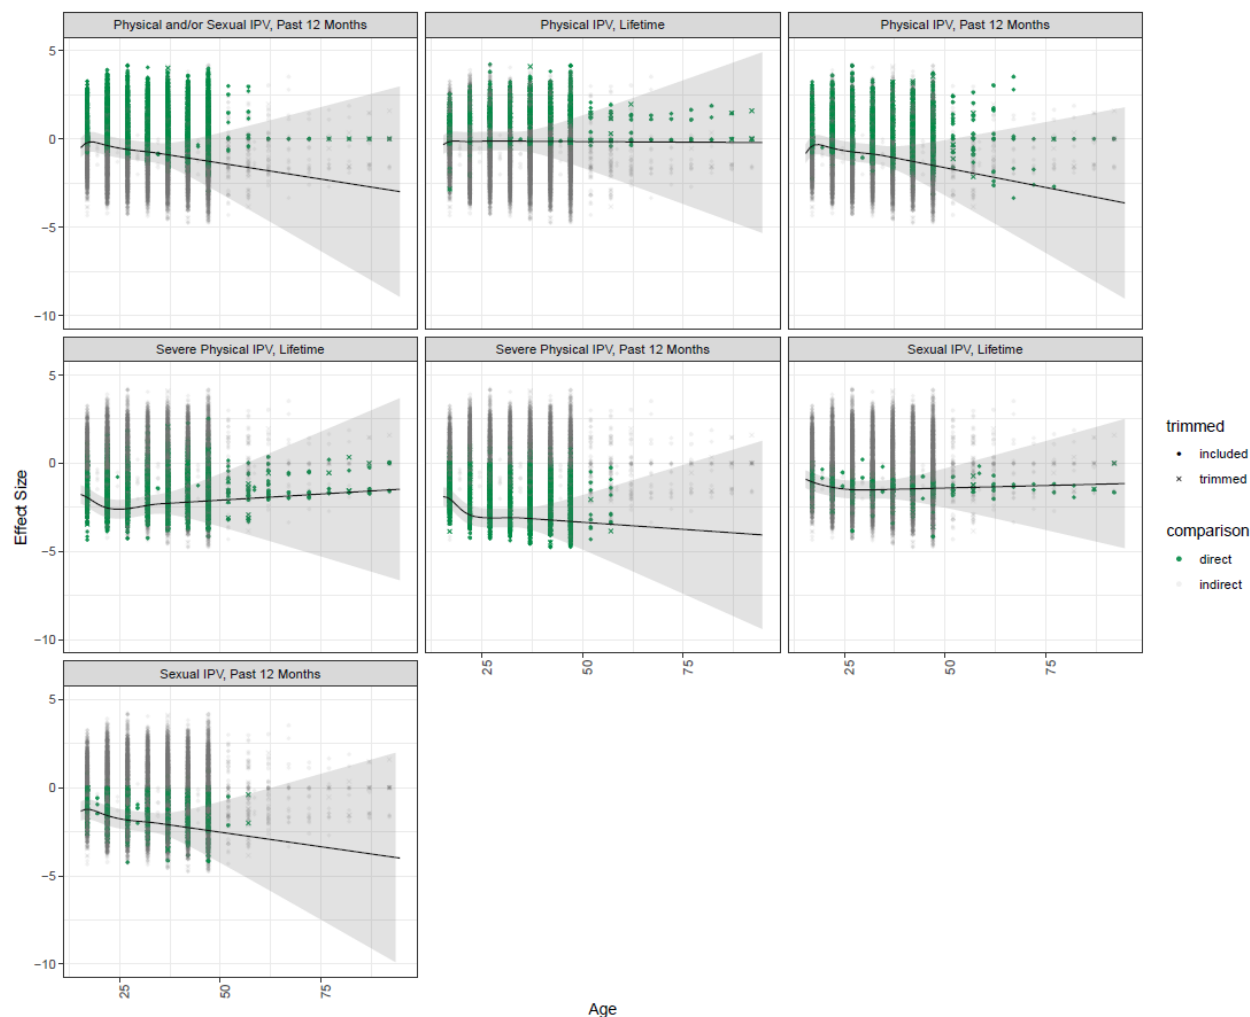 Physical and/or Sexual IPV, Past 12 Months
Physical IPV, Lifetime
Physical IPV, Past 12 Months
5
0
−5
−10
Severe Physical IPV, Lifetime
Severe Physical IPV, Past 12 Months
Sexual IPV, Lifetime
5
0
−5
−10
25
50
75
25
50
75
Sexual IPV, Past 12 Months
5
0
−5
−10
25
50
75
Effect Size
Age
trimmed
included
trimmed
comparison
direct
indirect